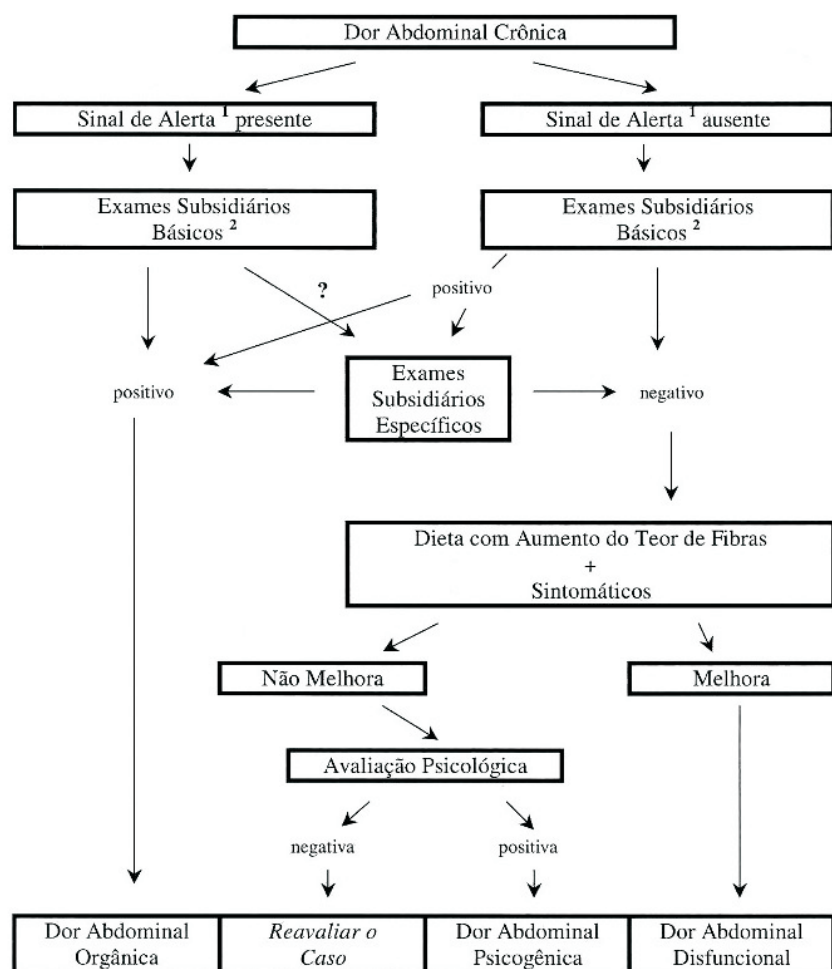 Dor Abdominal Crônica
Sinal de Alerta ¹ presente
Sinal de Alerta ¹ ausente
Exames Subsidiários
Básicos ²
Exames Subsidiários
Básicos ²
?
positivo
positivo
Exames
Subsidiários
Específicos
negativo
Dieta com Aumento do Teor de Fibras
+
Sintomáticos
Não Melhora
Melhora
Avaliação Psicológica
negativa
positiva
Dor Abdominal
Orgânica
Reavaliar o
Caso
Dor Abdominal
Psicogênica
Dor Abdominal
Disfuncional